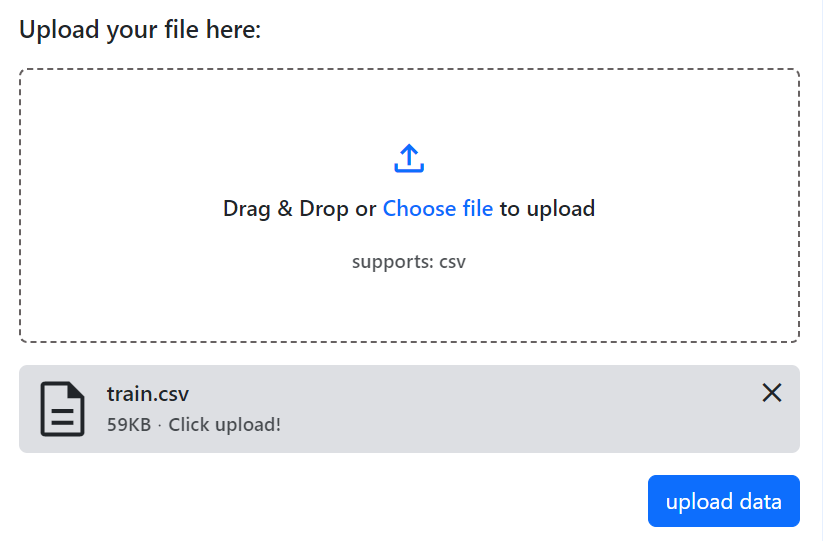 Upload your file here:
Drag & Drop or Choose file to upload
supports: csv
train.csv
59KB · Click upload!
upload data